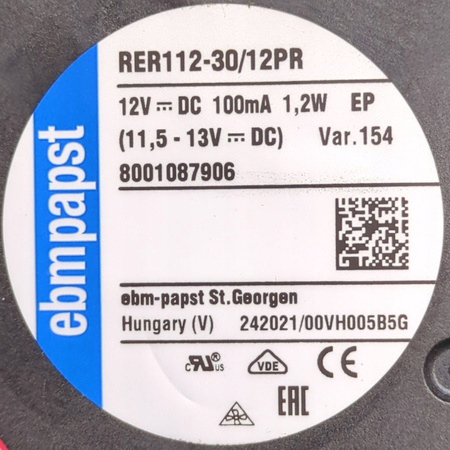 ebmpapst
RER112-30/12PR
12V ⎓ DC 100mA 1,2W EP
(11,5 - 13V ⎓ DC) Var.154
8001087906
ebm-papst St.Georgen
Hungary (V) 242021/00VH005B5G
c RU us VDE CE
EAC